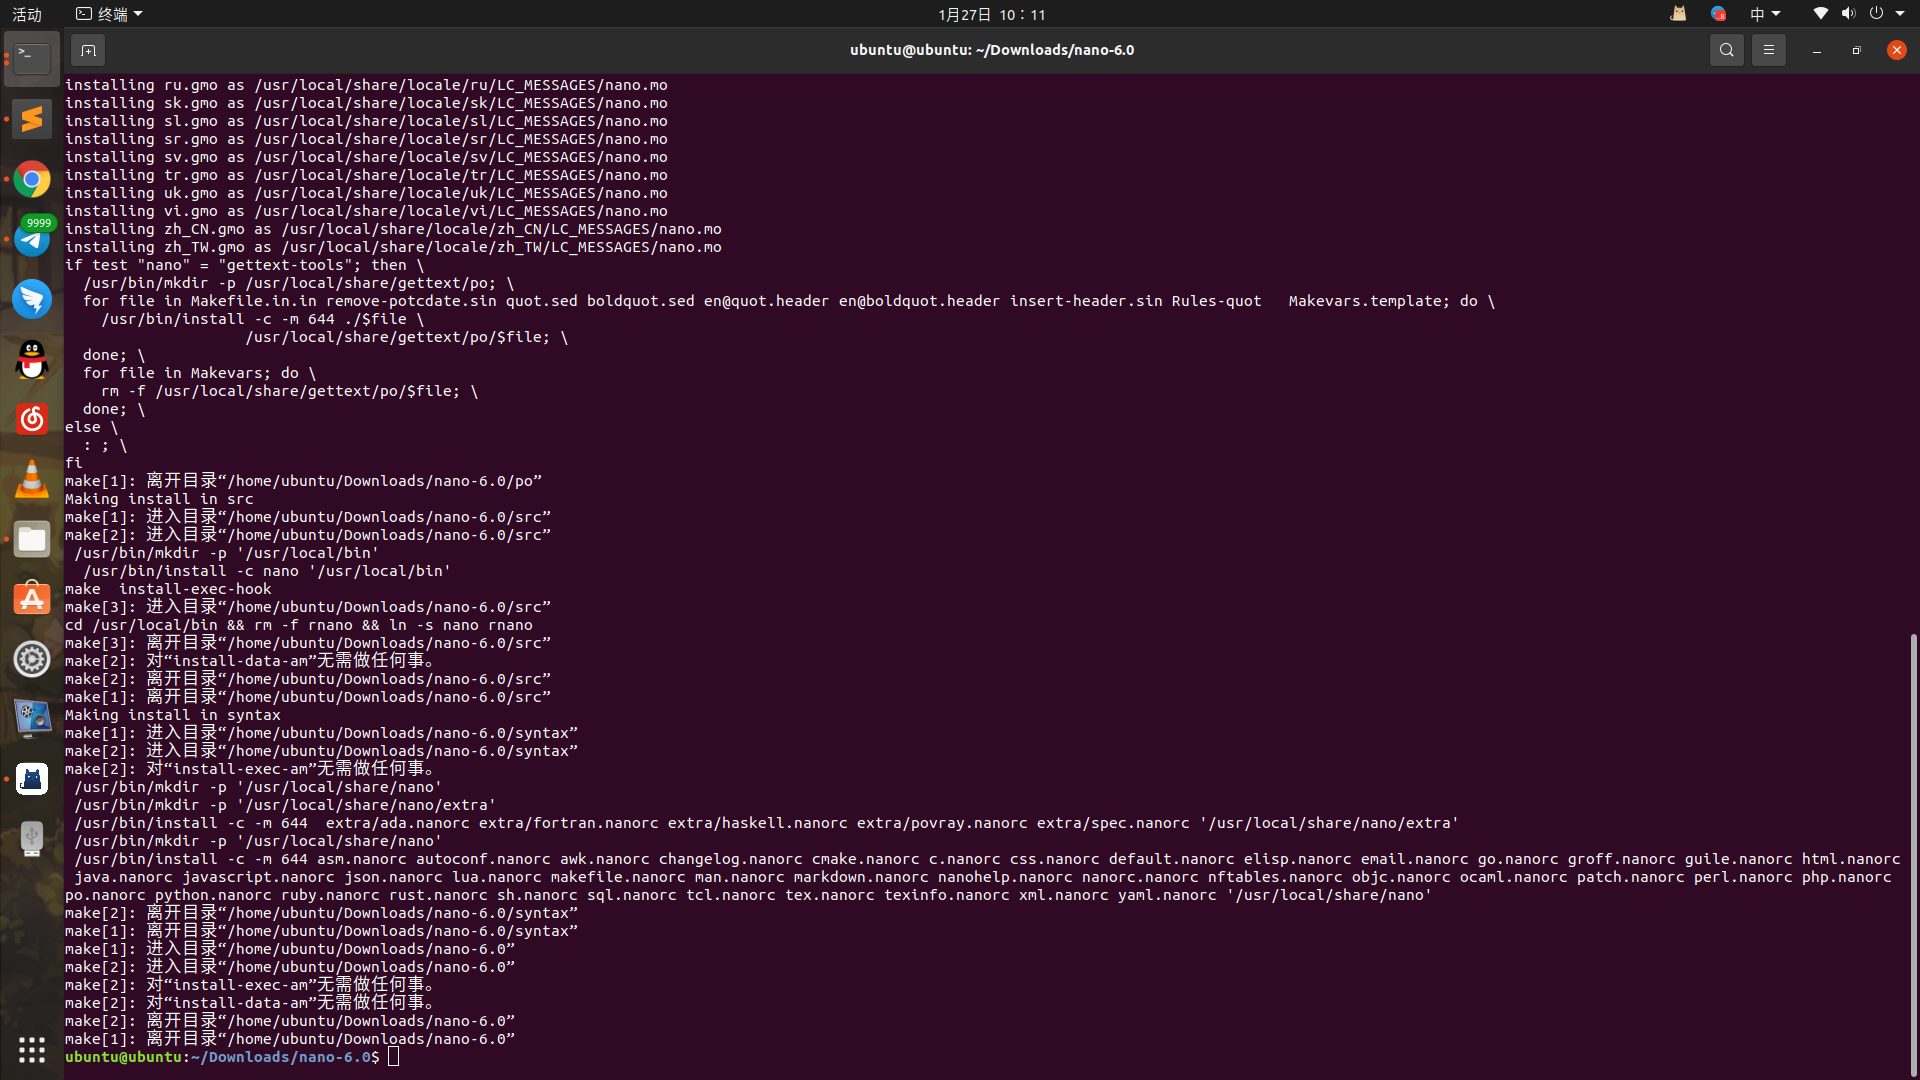 活动
终端
1月27日 10：11
中
ubuntu@ubuntu: ~/Downloads/nano-6.0
9999
installing ru.gmo as /usr/local/share/locale/ru/LC_MESSAGES/nano.mo
installing sk.gmo as /usr/local/share/locale/sk/LC_MESSAGES/nano.mo
installing sl.gmo as /usr/local/share/locale/sl/LC_MESSAGES/nano.mo
installing sr.gmo as /usr/local/share/locale/sr/LC_MESSAGES/nano.mo
installing sv.gmo as /usr/local/share/locale/sv/LC_MESSAGES/nano.mo
installing tr.gmo as /usr/local/share/locale/tr/LC_MESSAGES/nano.mo
installing uk.gmo as /usr/local/share/locale/uk/LC_MESSAGES/nano.mo
installing vi.gmo as /usr/local/share/locale/vi/LC_MESSAGES/nano.mo
installing zh_CN.gmo as /usr/local/share/locale/zh_CN/LC_MESSAGES/nano.mo
installing zh_TW.gmo as /usr/local/share/locale/zh_TW/LC_MESSAGES/nano.mo
if test "nano" = "gettext-tools"; then \
  /usr/bin/mkdir -p /usr/local/share/gettext/po; \
  for file in Makefile.in.in remove-potcdate.sin quot.sed boldquot.sed en@quot.header en@boldquot.header insert-header.sin Rules-quot   Makevars.template; do \
    /usr/bin/install -c -m 644 ./$file \
                    /usr/local/share/gettext/po/$file; \
  done; \
  for file in Makevars; do \
    rm -f /usr/local/share/gettext/po/$file; \
  done; \
else \
  : ; \
fi
make[1]: 离开目录“/home/ubuntu/Downloads/nano-6.0/po”
Making install in src
make[1]: 进入目录“/home/ubuntu/Downloads/nano-6.0/src”
make[2]: 进入目录“/home/ubuntu/Downloads/nano-6.0/src”
 /usr/bin/mkdir -p '/usr/local/bin'
  /usr/bin/install -c nano '/usr/local/bin'
make  install-exec-hook
make[3]: 进入目录“/home/ubuntu/Downloads/nano-6.0/src”
cd /usr/local/bin && rm -f rnano && ln -s nano rnano
make[3]: 离开目录“/home/ubuntu/Downloads/nano-6.0/src”
make[2]: 对“install-data-am”无需做任何事。
make[2]: 离开目录“/home/ubuntu/Downloads/nano-6.0/src”
make[1]: 离开目录“/home/ubuntu/Downloads/nano-6.0/src”
Making install in syntax
make[1]: 进入目录“/home/ubuntu/Downloads/nano-6.0/syntax”
make[2]: 进入目录“/home/ubuntu/Downloads/nano-6.0/syntax”
make[2]: 对“install-exec-am”无需做任何事。
 /usr/bin/mkdir -p '/usr/local/share/nano'
 /usr/bin/mkdir -p '/usr/local/share/nano/extra'
 /usr/bin/install -c -m 644  extra/ada.nanorc extra/fortran.nanorc extra/haskell.nanorc extra/povray.nanorc extra/spec.nanorc '/usr/local/share/nano/extra'
 /usr/bin/mkdir -p '/usr/local/share/nano'
 /usr/bin/install -c -m 644 asm.nanorc autoconf.nanorc awk.nanorc changelog.nanorc cmake.nanorc c.nanorc css.nanorc default.nanorc elisp.nanorc email.nanorc go.nanorc groff.nanorc guile.nanorc html.nanorc
 java.nanorc javascript.nanorc json.nanorc lua.nanorc makefile.nanorc man.nanorc markdown.nanorc nanohelp.nanorc nanorc.nanorc nftables.nanorc objc.nanorc ocaml.nanorc patch.nanorc perl.nanorc php.nanorc
po.nanorc python.nanorc ruby.nanorc rust.nanorc sh.nanorc sql.nanorc tcl.nanorc tex.nanorc texinfo.nanorc xml.nanorc yaml.nanorc '/usr/local/share/nano'
make[2]: 离开目录“/home/ubuntu/Downloads/nano-6.0/syntax”
make[1]: 离开目录“/home/ubuntu/Downloads/nano-6.0/syntax”
make[1]: 进入目录“/home/ubuntu/Downloads/nano-6.0”
make[2]: 进入目录“/home/ubuntu/Downloads/nano-6.0”
make[2]: 对“install-exec-am”无需做任何事。
make[2]: 对“install-data-am”无需做任何事。
make[2]: 离开目录“/home/ubuntu/Downloads/nano-6.0”
make[1]: 离开目录“/home/ubuntu/Downloads/nano-6.0”
ubuntu@ubuntu:~/Downloads/nano-6.0$